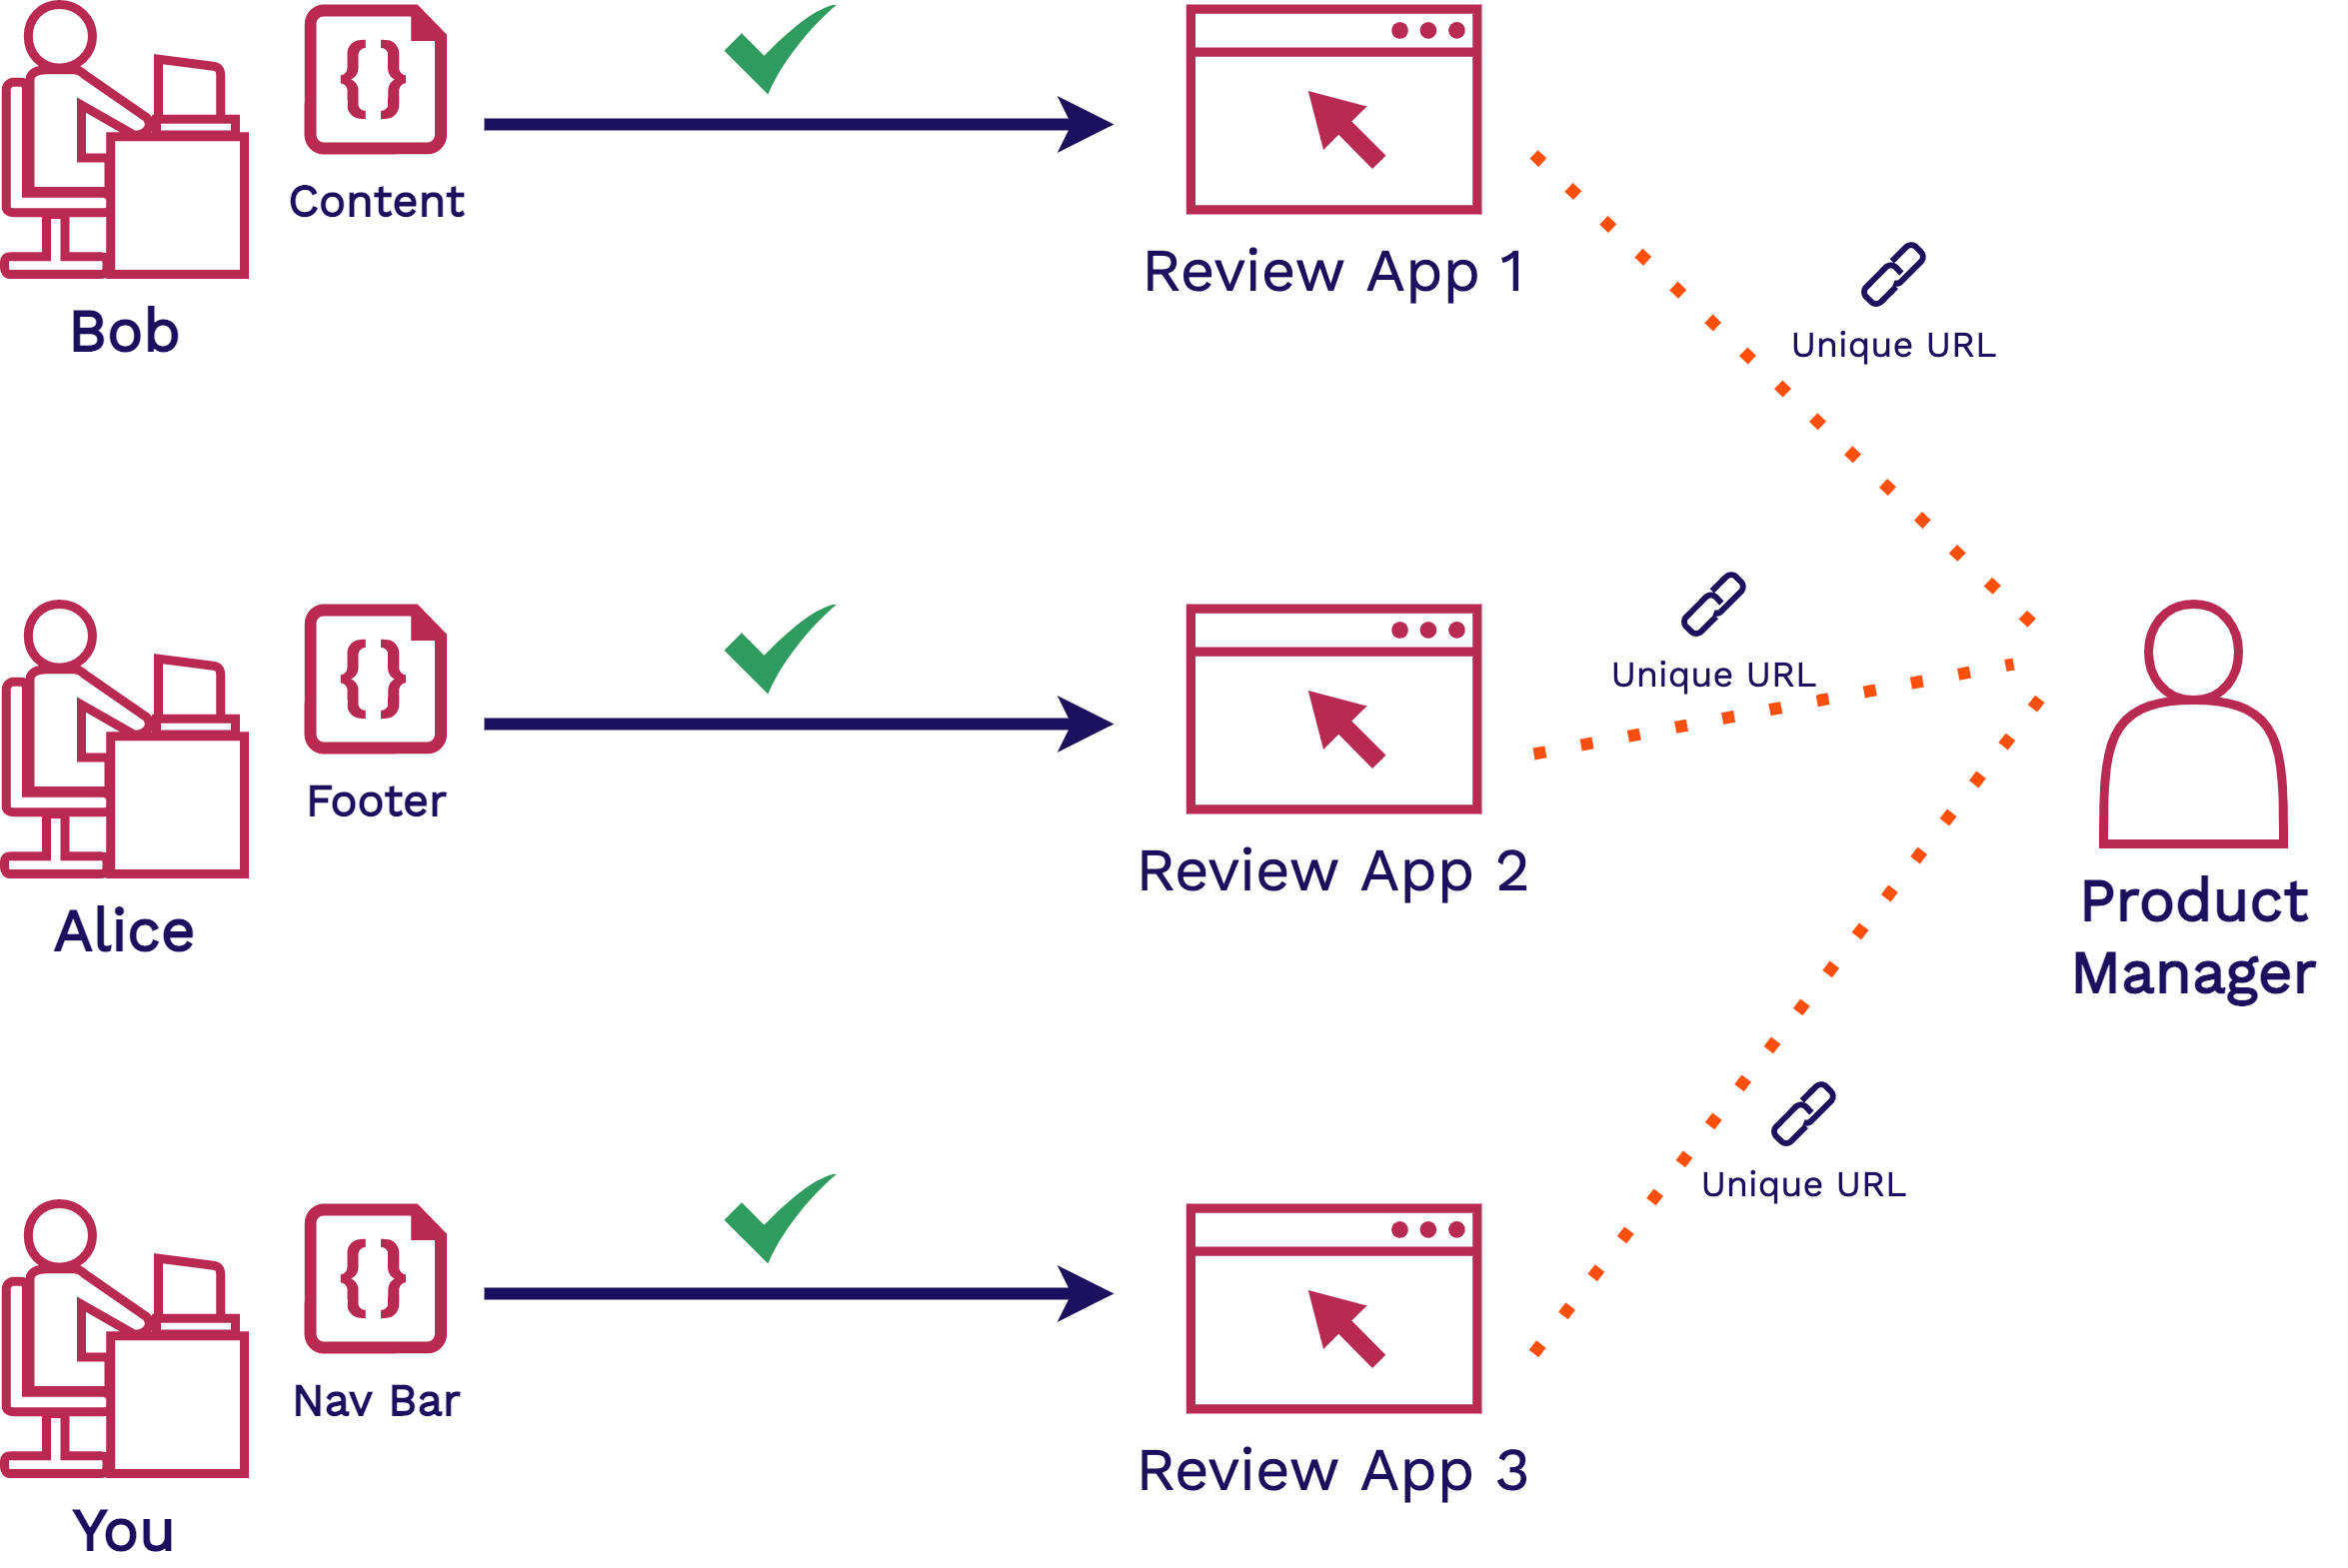 {}
Content
Bob
Review App 1
Unique URL
{}
Footer
Alice
Review App 2
Unique URL
Product
Manager
{}
Nav Bar
You
Review App 3
Unique URL